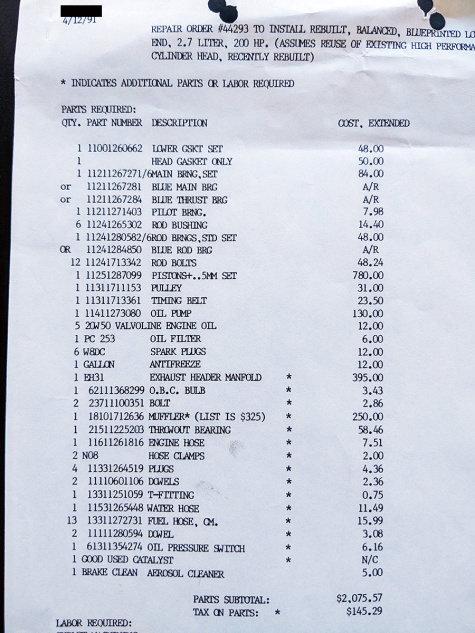 4/12/91
REPAIR ORDER #44293 TO INSTALL REBUILT, BALANCED, BLUEPRINTED LO
END, 2.7 LITER, 200 HP. (ASSUMES REUSE OF EXISTING HIGH PERFORMA
CYLINDER HEAD, RECENTLY REBUILT)
* INDICATES ADDITIONAL PARTS OR LABOR REQUIRED
PARTS REQUIRED:
QTY. PART NUMBER DESCRIPTION COST, EXTENDED
1 11001260662 LOWER GSKT SET 48.00
1 HEAD GASKET ONLY 50.00
1 11211267271/6MAIN BRNG,SET 84.00
or 11211267281 BLUE MAIN BRG A/R
or 11211267284 BLUE THRUST BRG A/R
1 11211271403 PILOT BRNG. 7.98
6 11241265302 ROD BUSHING 14.40
1 11241280582/6ROD BRNGS,STD SET 48.00
OR 11241284850 BLUE ROD BRG A/R
12 11241713342 ROD BOLTS 48.24
1 11251287099 PISTONS+..5MM SET 780.00
1 11311711153 PULLEY 31.00
1 11311713361 TIMING BELT 23.50
1 11411273080 OIL PUMP 130.00
5 20W50 VALVOLINE ENGINE OIL 12.00
1 PC 253 OIL FILTER 6.00
6 W8DC SPARK PLUGS 12.00
1 GALLON ANTIFREEZE 12.00
1 EH31 EXHAUST HEADER MANFOLD * 395.00
1 62111368299 O.B.C. BULB * 3.43
2 23711100351 BOLT * 2.86
1 18101712636 MUFFLER* (LIST IS $325) * 250.00
1 21511225203 THROWOUT BEARING * 58.46
1 11611261816 ENGINE HOSE * 7.51
2 N08 HOSE CLAMPS * 2.00
4 11331264519 PLUGS * 4.36
2 11110601106 DOWELS * 2.36
1 13311251059 T-FITTING * 0.75
1 11531265448 WATER HOSE * 11.49
13 13311272731 FUEL HOSE, CM. * 15.99
2 11111280594 DOWEL * 3.08
1 61311354274 OIL PRESSURE SWITCH * 6.16
1 GOOD USED CATALYST * N/C
1 BRAKE CLEAN AEROSOL CLEANER 5.00
PARTS SUBTOTAL: $2,075.57
TAX ON PARTS: * $145.29
LABOR REQUIRED: